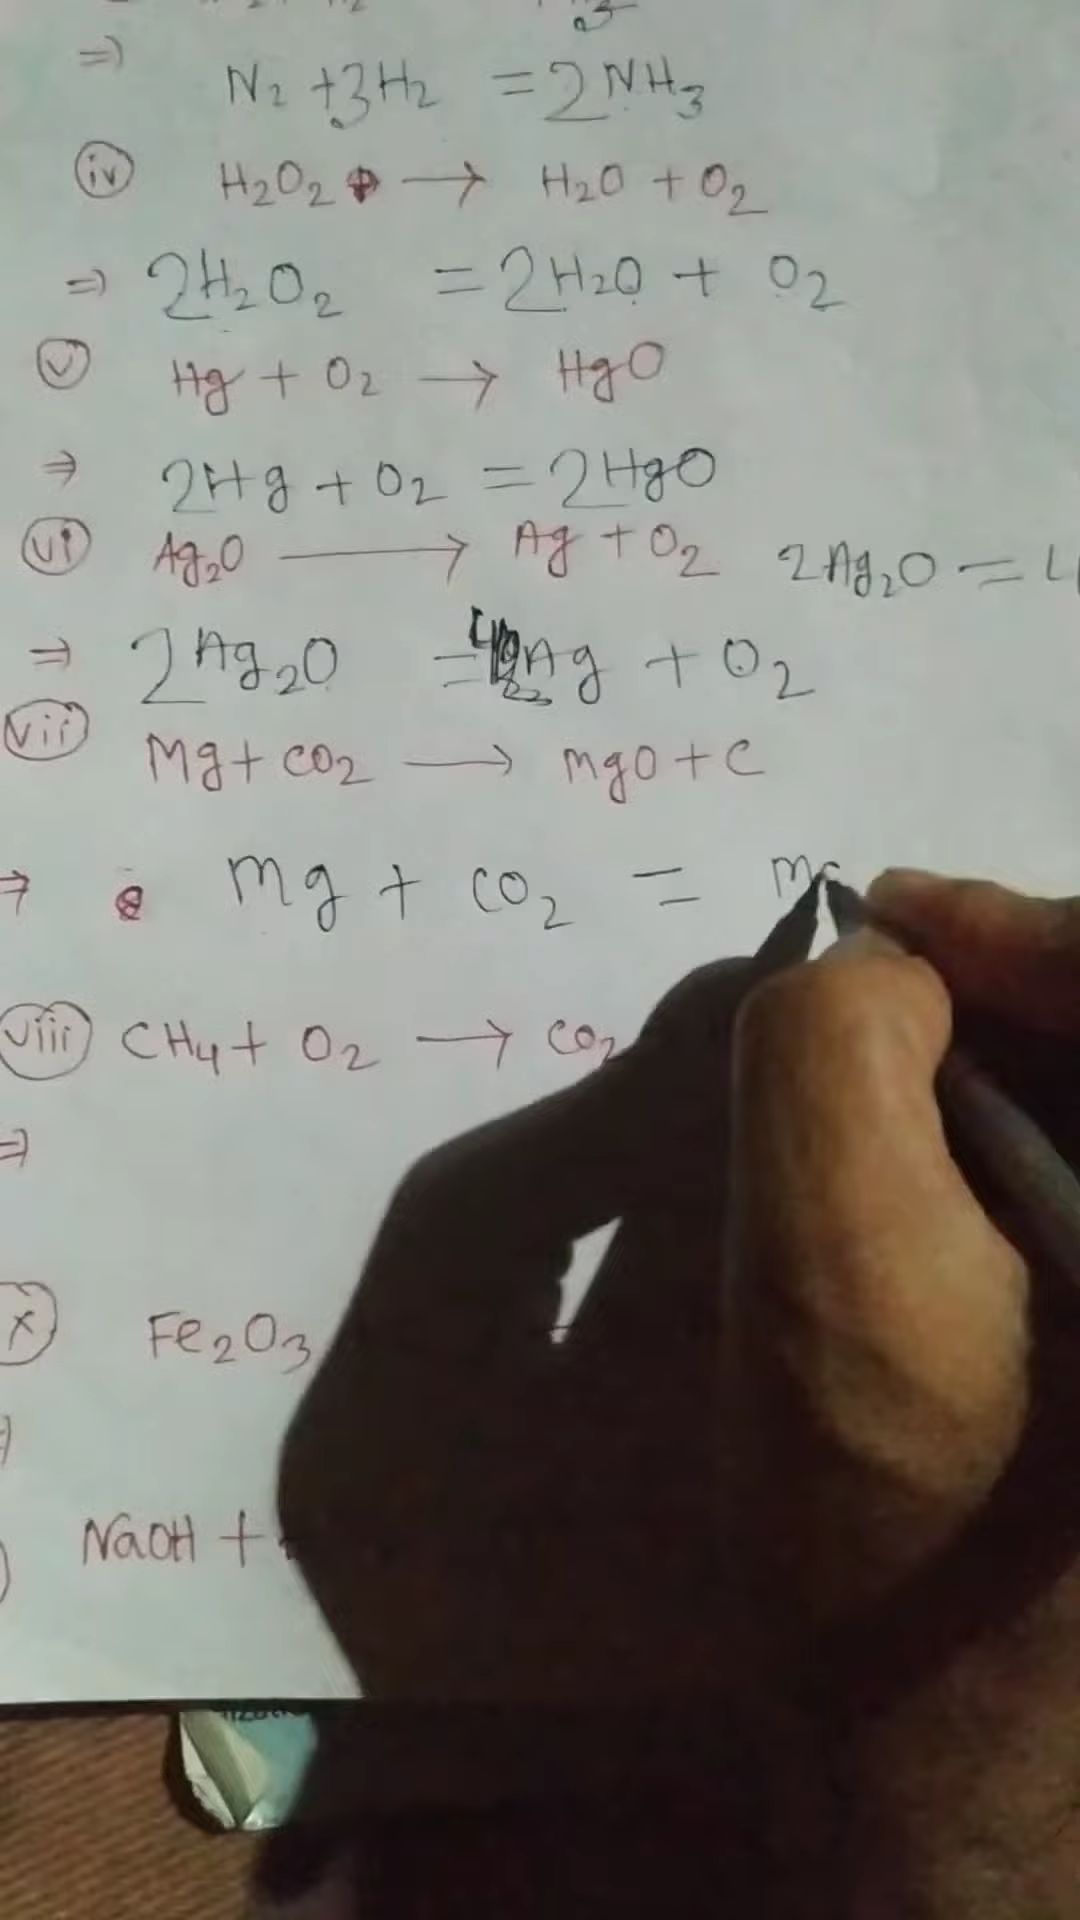 ⇒ N₂ + 3H₂ = 2NH₃
(iv) H₂O₂ → H₂O + O₂
⇒ 2H₂O₂ = 2H₂O + O₂
(v) Hg + O₂ → HgO
⇒ 2Hg + O₂ = 2HgO
(vi) Ag₂O → Ag + O₂ 2Ag₂O =
⇒ 2Ag₂O = 4Ag + O₂
(vii) Mg + CO₂ → MgO + C
⇒ Mg + CO₂ =
(viii) CH₄ + O₂ → CO₂
⇒
Fe₂O₃
NaOH +